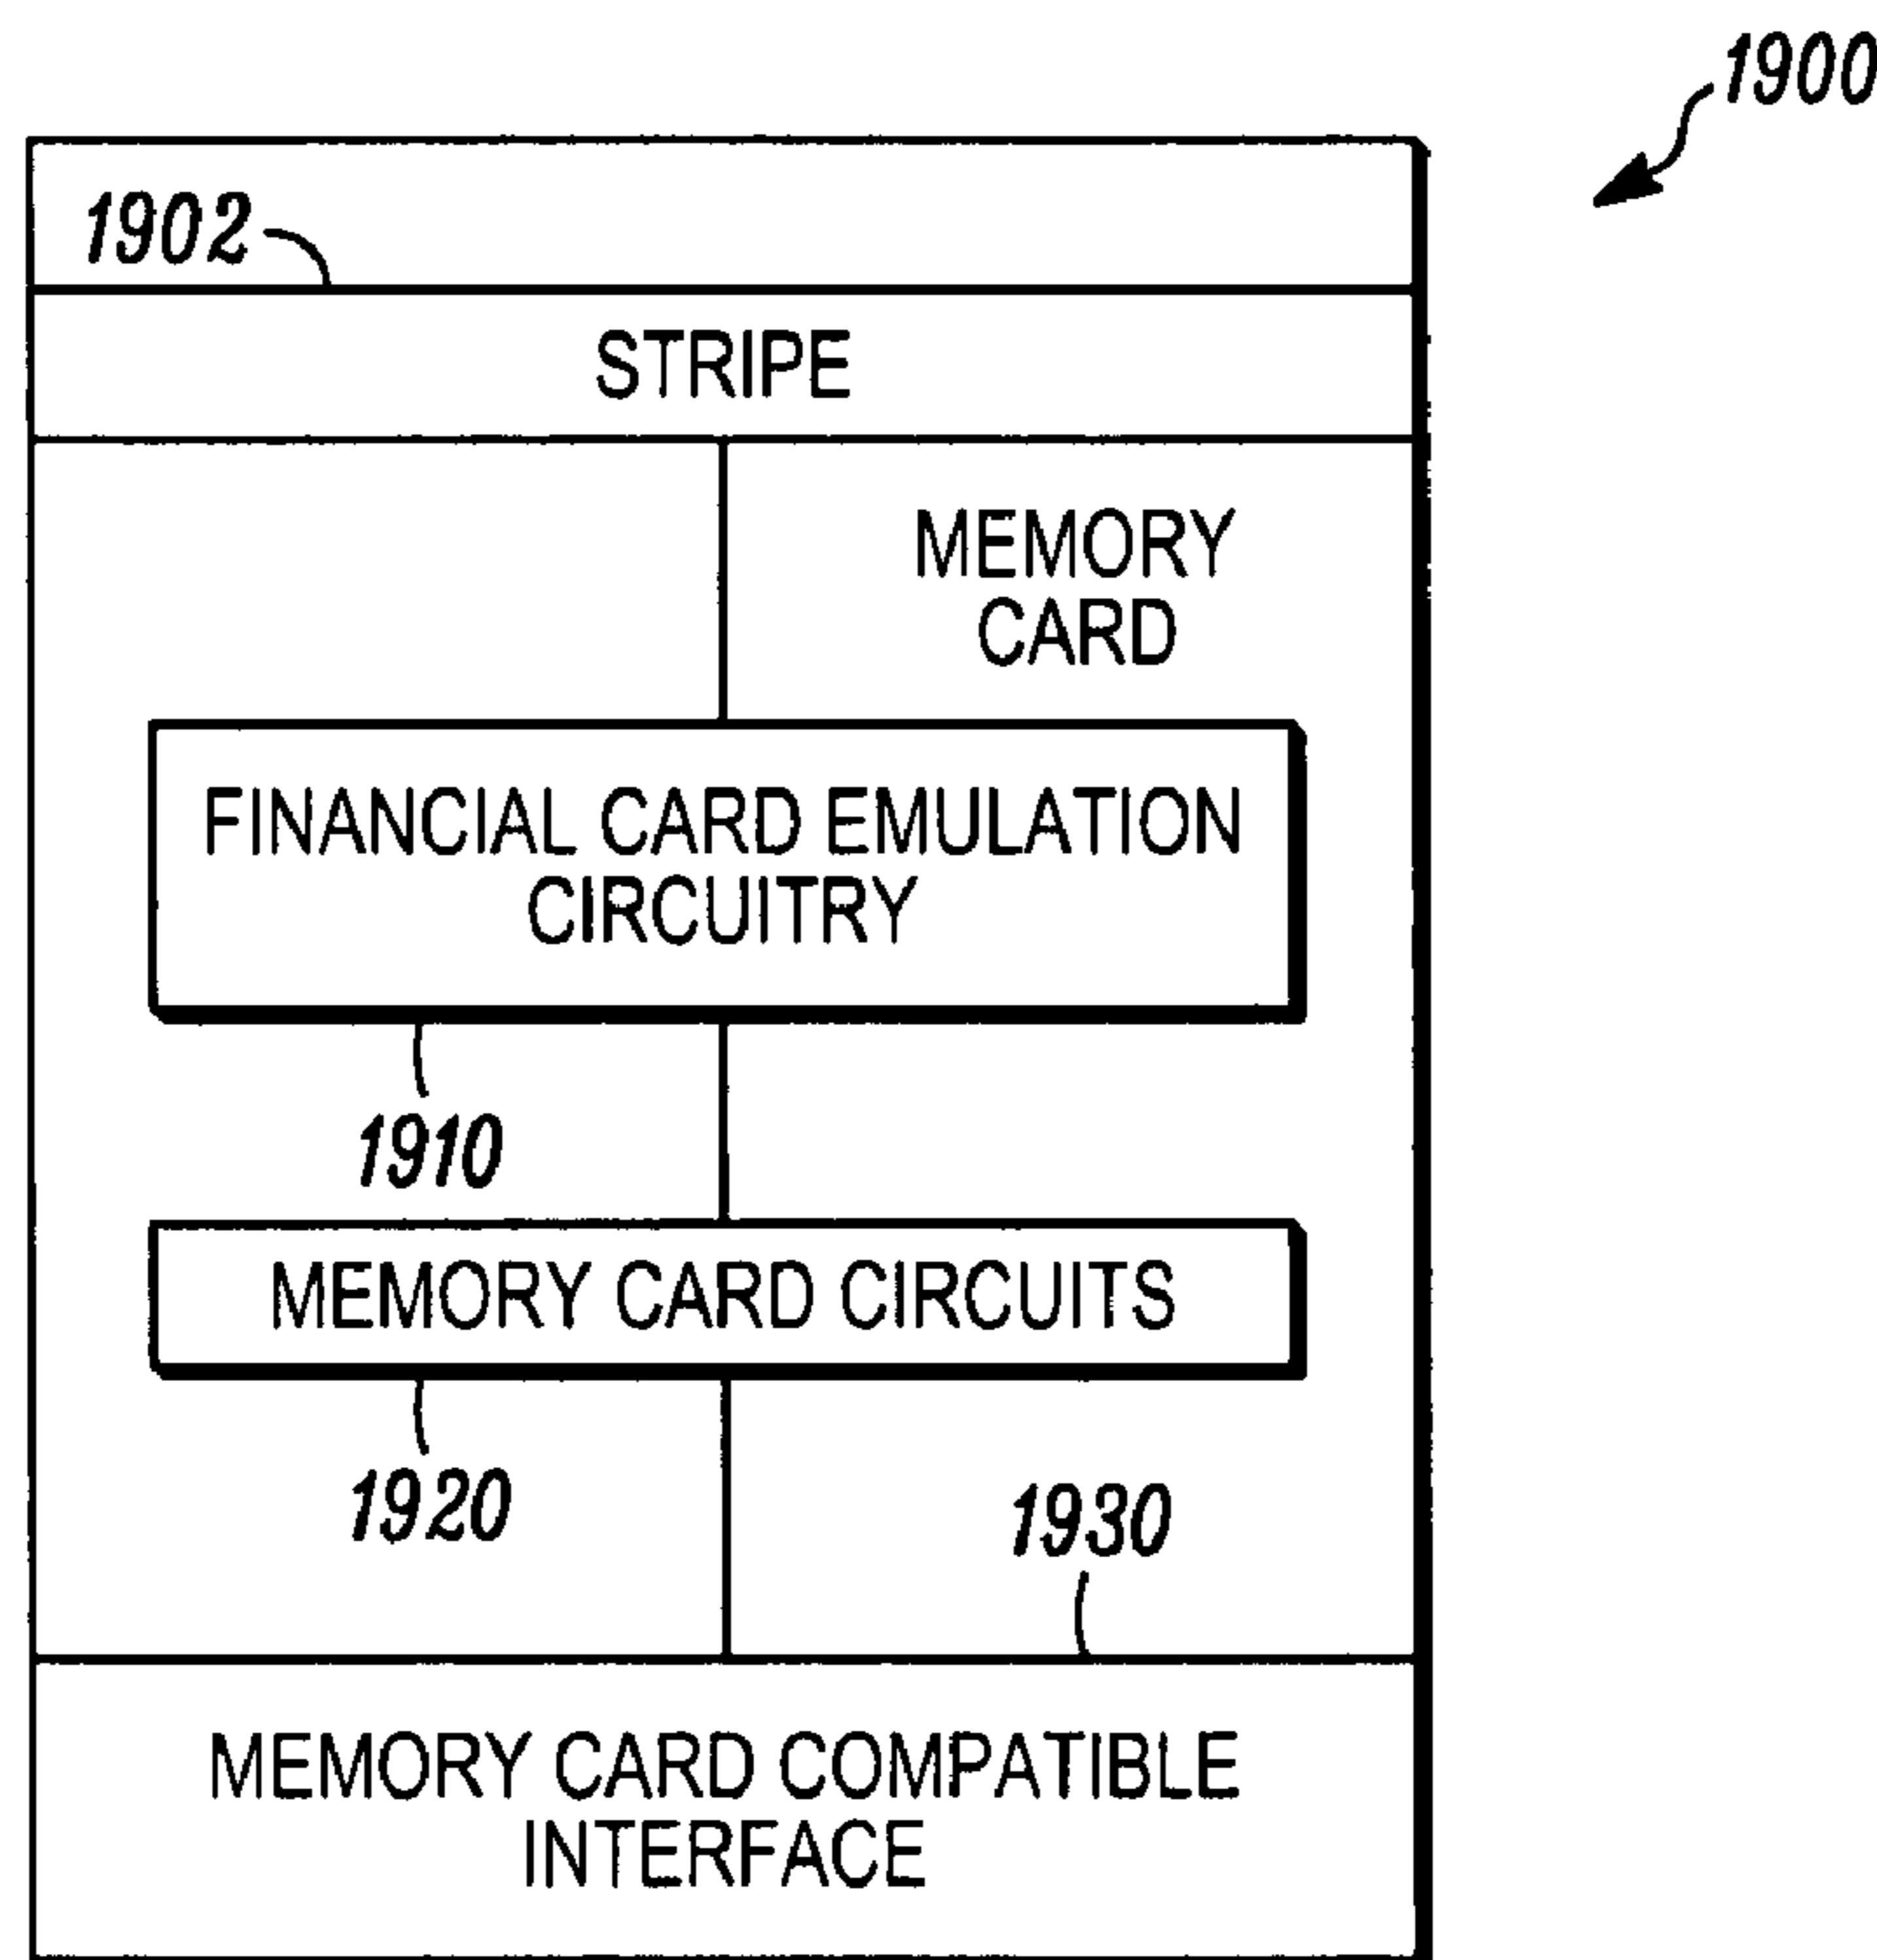 1900
1902
STRIPE
MEMORY
CARD
FINANCIAL CARD EMULATION
CIRCUITRY
1910
MEMORY CARD CIRCUITS
1920
1930
MEMORY CARD COMPATIBLE
INTERFACE